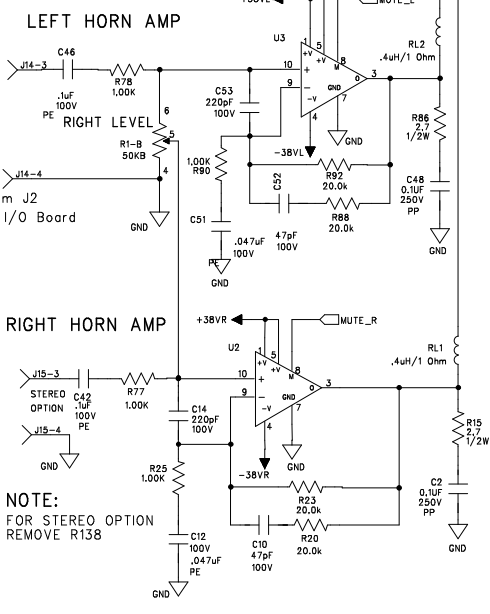 +38VL
MUTE_L
LEFT HORN AMP
U3
RL2
.4uH/1 Ohm
C46
J14-3
R78
1.00K
.1uF
100V
PE
10
9
1
+V
5
+V
8
M
+
-
O
3
-V
GND
4
7
GND
-38VL
C53
220pF
100V
6
RIGHT LEVEL
5
R1-B
50KB
4
1.00K
R90
R86
2.7
1/2W
R92
20.0k
C52
R88
20.0k
47pF
100V
C48
0.1UF
250V
PP
J14-4
m J2
I/O Board
GND
C51
.047uF
100V
PE
GND
GND
RIGHT HORN AMP
+38VR
MUTE_R
U2
RL1
.4uH/1 Ohm
1
+V
5
+V
8
M
J15-3
C42
.1uF
100V
PE
R77
1.00K
STEREO
OPTION
10
9
+
-
O
3
-V
GND
4
7
C14
220pF
100V
R15
2.7
1/2W
J15-4
GND
R25
1.00K
-38VR
GND
C2
0.1UF
250V
PP
R23
20.0k
NOTE:
FOR STEREO OPTION
REMOVE R138
C12
100V
.047uF
PE
C10
47pF
100V
R20
20.0k
GND
GND